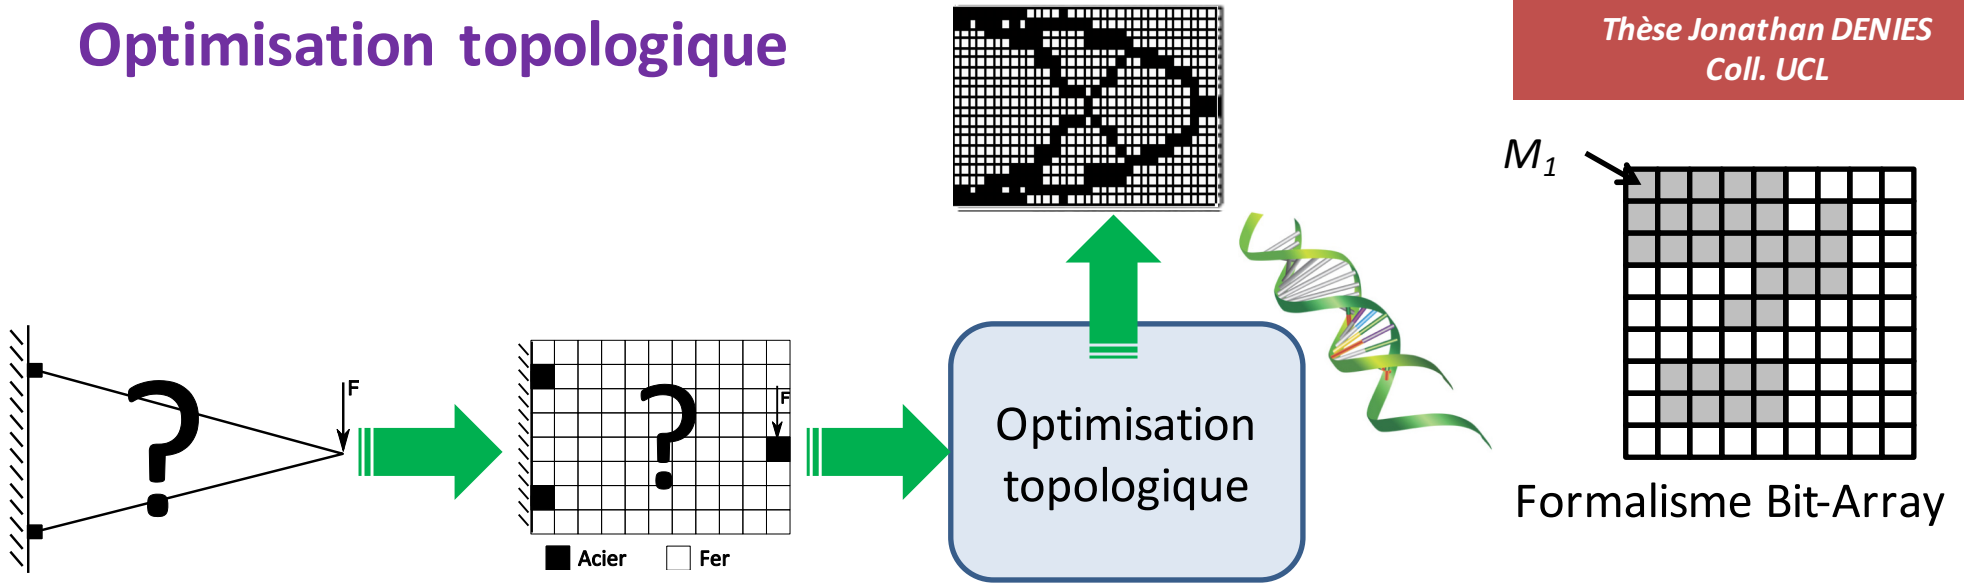 Optimisation topologique
Thèse Jonathan DENIES
Coll. UCL
M1
?
F
?
F
Acier
Fer
Optimisation
topologique
Formalisme Bit-Array